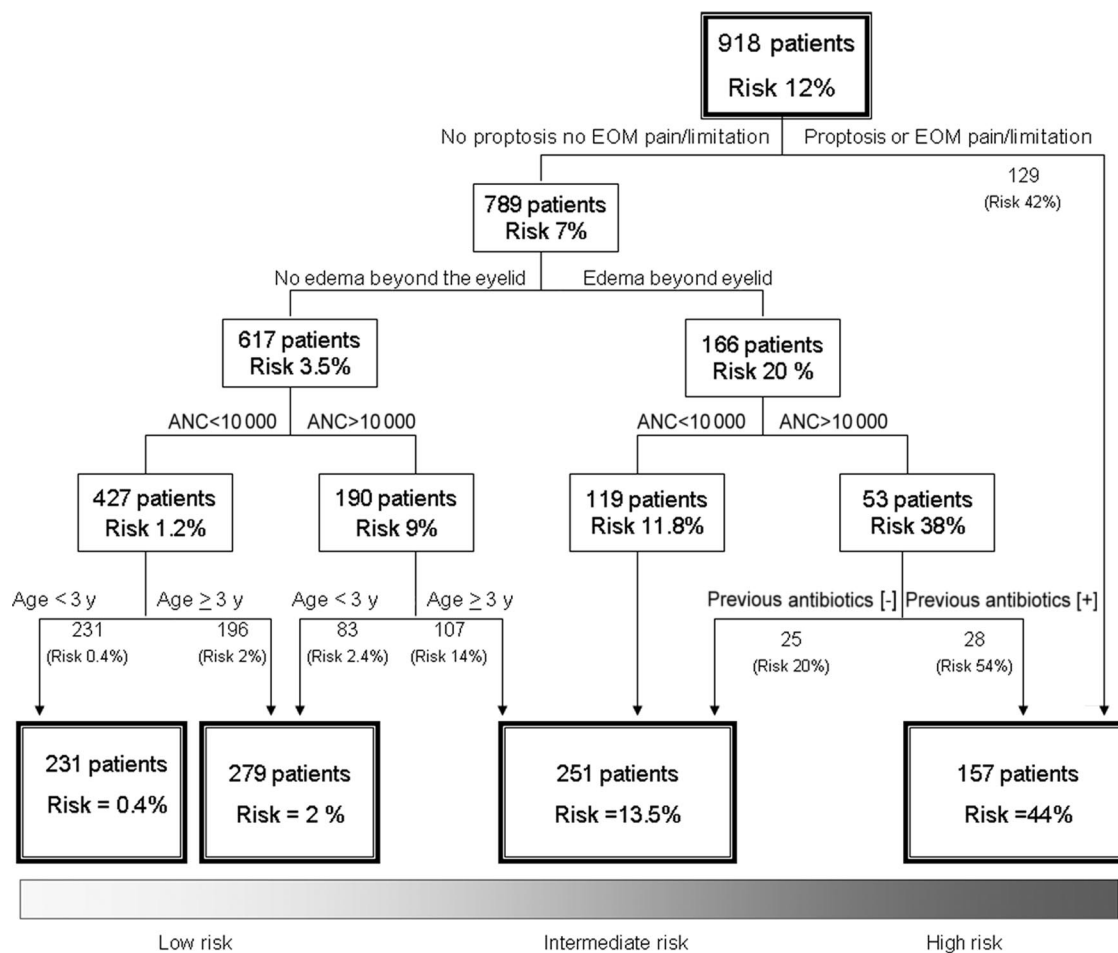 918 patients
Risk 12%
No proptosis no EOM pain/limitation
Proptosis or EOM pain/limitation
129
(Risk 42%)
789 patients
Risk 7%
No edema beyond the eyelid
Edema beyond eyelid
617 patients
Risk 3.5%
166 patients
Risk 20 %
ANC<10 000
ANC>10 000
ANC<10 000
ANC>10 000
427 patients
Risk 1.2%
190 patients
Risk 9%
119 patients
Risk 11.8%
53 patients
Risk 38%
Age < 3 y
Age ≥ 3 y
Age < 3 y
Age ≥ 3 y
Previous antibiotics [-]
Previous antibiotics [+]
231
(Risk 0.4%)
196
(Risk 2%)
83
(Risk 2.4%)
107
(Risk 14%)
25
(Risk 20%)
28
(Risk 54%)
231 patients
Risk = 0.4%
279 patients
Risk = 2 %
251 patients
Risk =13.5%
157 patients
Risk =44%
Low risk
Intermediate risk
High risk